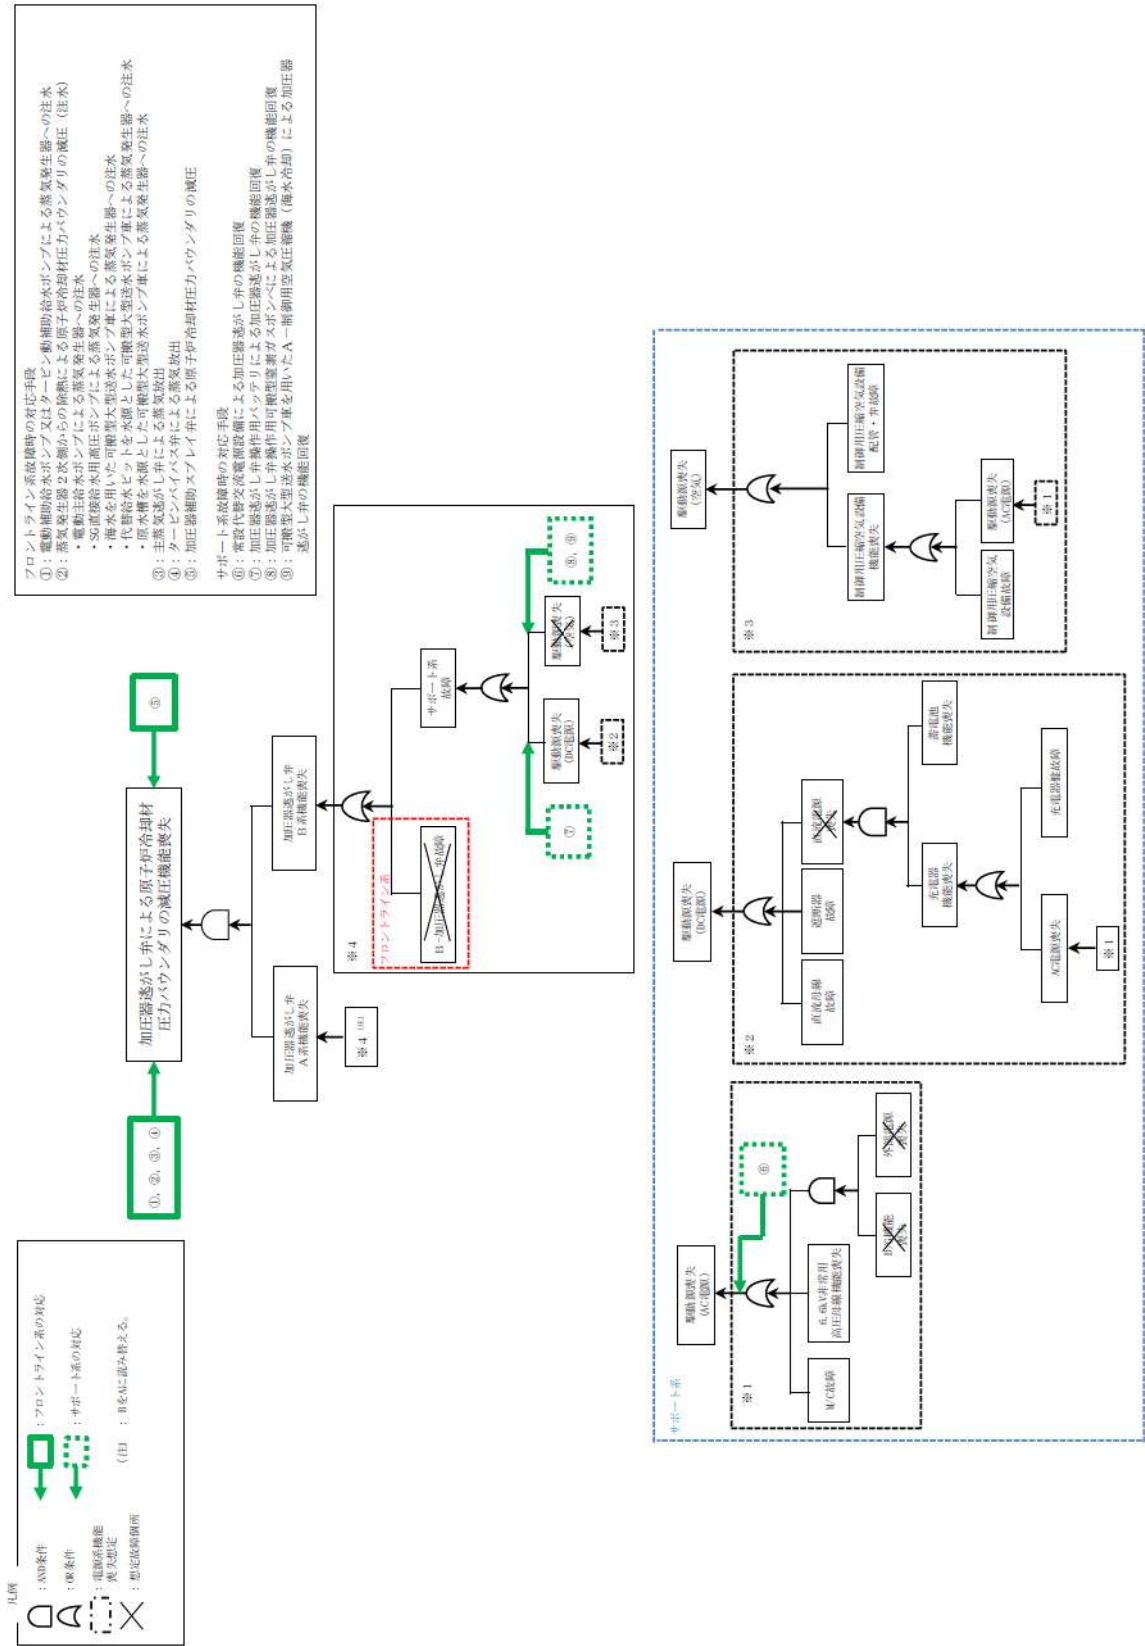 凡例
：AND条件
：OR条件
：電源系機能
喪失想定
：想定故障個所
：フロントライン系の対応
：サポート系の対応
(注)：BをAに読み替える。
フロントライン系故障時の対応手段
①：電動補助給水ポンプ又はタービン動補助給水ポンプによる蒸気発生器への注水
②：蒸気発生器２次側からの除熱による原子炉冷却材圧力バウンダリの減圧（注水）
・電動主給水ポンプによる蒸気発生器への注水
・SG直接給水用高圧ポンプによる蒸気発生器への注水
・海水を用いた可搬型大型送水ポンプ車による蒸気発生器への注水
・代替給水ピットを水源とした可搬型大型送水ポンプ車による蒸気発生器への注水
・原水槽を水源とした可搬型大型送水ポンプ車による蒸気発生器への注水
③：主蒸気逃がし弁による蒸気放出
④：タービンバイパス弁による蒸気放出
⑤：加圧器補助スプレイ弁による原子炉冷却材圧力バウンダリの減圧
サポート系故障時の対応手段
⑥：常設代替交流電源設備による加圧器逃がし弁の機能回復
⑦：加圧器逃がし弁操作用バッテリによる加圧器逃がし弁の機能回復
⑧：加圧器逃がし弁操作用可搬型窒素ガスボンベによる加圧器逃がし弁の機能回復
⑨：可搬型大型送水ポンプ車を用いたA－制御用空気圧縮機（海水冷却）による加圧器
逃がし弁の機能回復
①，②，③，④
加圧器逃がし弁による原子炉冷却材
圧力バウンダリの減圧機能喪失
⑤
加圧器逃がし弁
A系機能喪失
※４(注)
加圧器逃がし弁
B系機能喪失
※４
フロントライン系
B-加圧器逃がし弁故障
サポート系
故障
⑦
駆動源喪失
(DC電源)
※２
駆動源喪失
(空気)
※３
⑧，⑨
サポート系
駆動源喪失
(AC電源)
※１
⑥
M/C故障
6.6kV非常用
高圧母線機能喪失
D/G機能
喪失
外部電源
喪失
駆動源喪失
(DC電源)
※２
直流母線
故障
遮断器
故障
直流電源
喪失
充電器
機能喪失
蓄電池
機能喪失
AC電源喪失
充電器盤故障
※１
駆動源喪失
(空気)
※３
制御用圧縮空気設備
機能喪失
制御用圧縮空気設備
配管・弁故障
制御用圧縮空気
設備故障
駆動源喪失
(AC電源)
※１